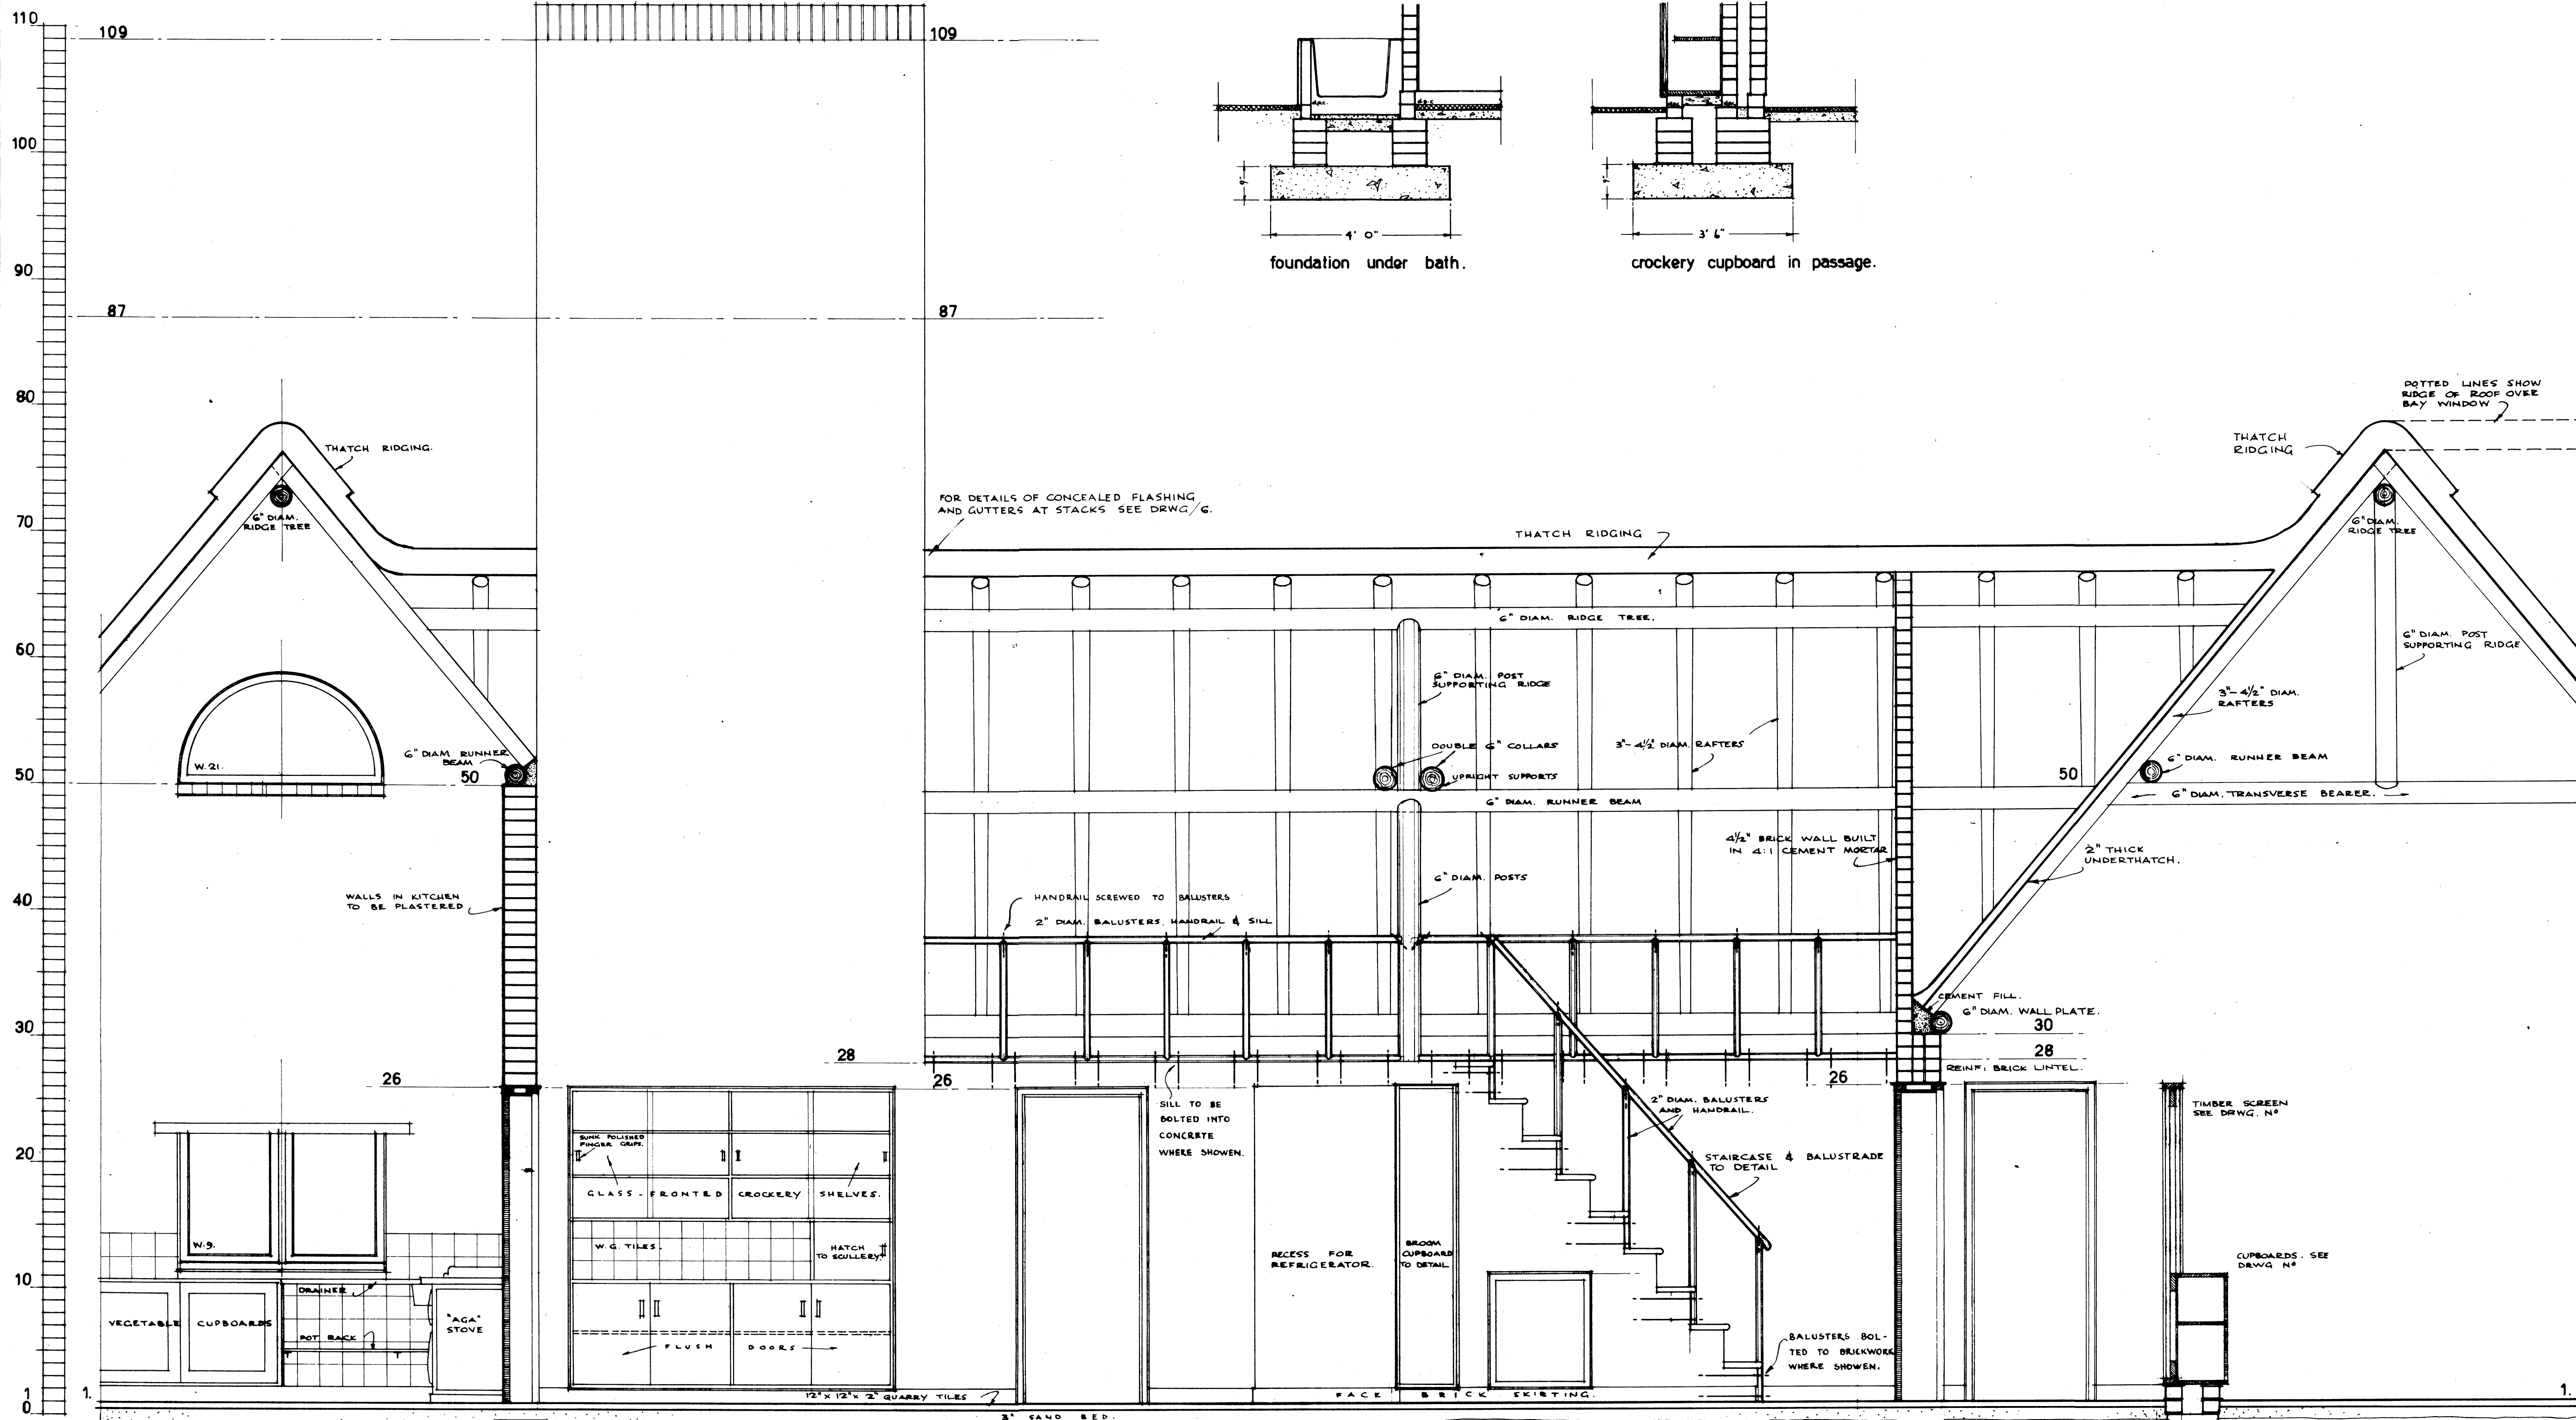 110
109
109
100
4' 0"
3' 6"
9"
9"
d.p.c.
d.p.c
foundation under bath.
crockery cupboard in passage.
90
87
87
80
DOTTED LINES SHOW
RIDGE OF ROOF OVER
BAY WINDOW
THATCH RIDGING.
THATCH
RIDGING
70
6" DIAM.
RIDGE TREE
FOR DETAILS OF CONCEALED FLASHING
AND GUTTERS AT STACKS SEE DRWG/6.
THATCH RIDGING
6" DIAM.
RIDGE TREE
60
6" DIAM. RIDGE TREE.
6" DIAM. POST
SUPPORTING RIDGE
6" DIAM. POST
SUPPORTING RIDGE
3"-4½" DIAM.
RAFTERS
W.21.
6" DIAM RUNNER
BEAM
DOUBLE 6" COLLARS
3"-4½" DIAM. RAFTERS
6" DIAM. RUNNER BEAM
50
50
UPRIGHT SUPPORTS
50
6" DIAM. RUNNER BEAM
6" DIAM. TRANSVERSE BEARER.
4½" BRICK WALL BUILT
IN 4:1 CEMENT MORTAR
2" THICK
UNDERTHATCH.
40
WALLS IN KITCHEN
TO BE PLASTERED
6" DIAM. POSTS
HANDRAIL SCREWED TO BALUSTERS
2" DIAM. BALUSTERS, HANDRAIL & SILL
30
CEMENT FILL.
6" DIAM. WALL PLATE.
30
28
28
26
26
26
REINF: BRICK LINTEL.
SILL TO BE
BOLTED INTO
CONCRETE
WHERE SHOWEN.
2" DIAM. BALUSTERS
AND HANDRAIL.
TIMBER SCREEN
SEE DRWG. Nº
20
SUNK POLISHED
FINGER GRIPS.
STAIRCASE & BALUSTRADE
TO DETAIL
GLASS-FRONTED CROCKERY SHELVES.
W.9.
W.G. TILES.
HATCH
TO SCULLERY.
RECESS FOR
REFRIGERATOR.
BROOM
CUPBOARD
TO DETAIL
CUPBOARDS. SEE
DRWG Nº
10
DRAINER
VEGETABLE CUPBOARDS
"AGA"
STOVE
POT RACK
FLUSH DOORS
BALUSTERS BOL-
TED TO BRICKWORK
WHERE SHOWEN.
1
1.
12" x 12" x 2" QUARRY TILES
FACE BRICK SKIRTING.
1.
0
3" SAND BED.